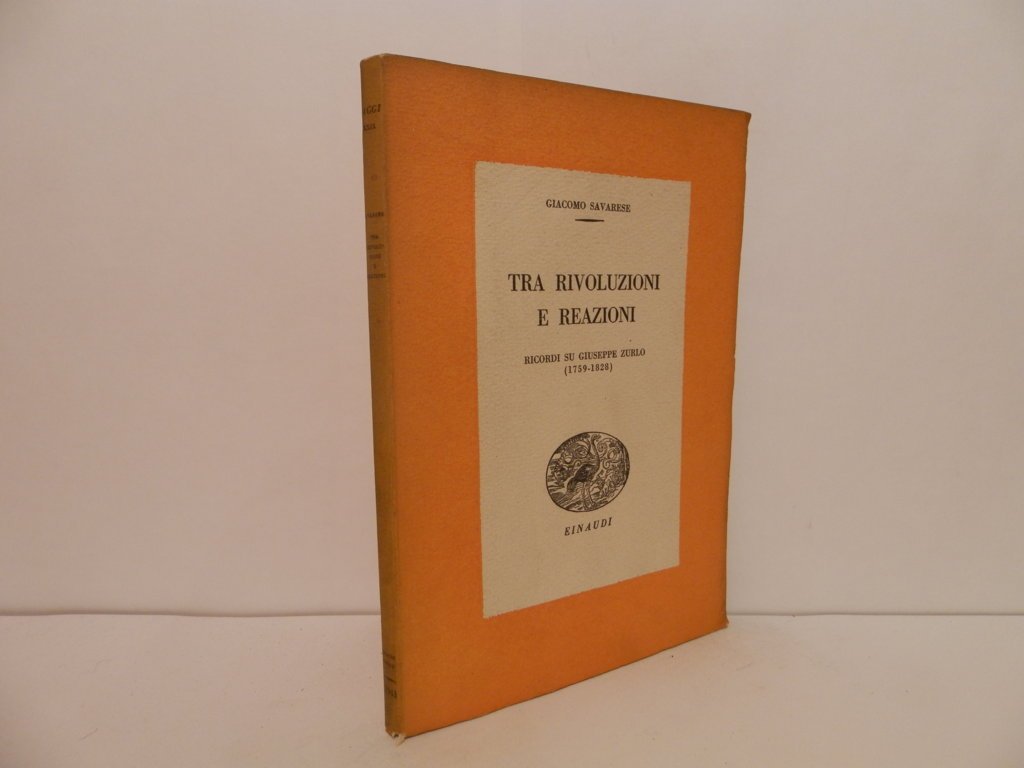 GIACOMO SAVARESE
TRA RIVOLUZIONI
E REAZIONI
RICORDI SU GIUSEPPE ZURLO
(1759-1828)
EINAUDI